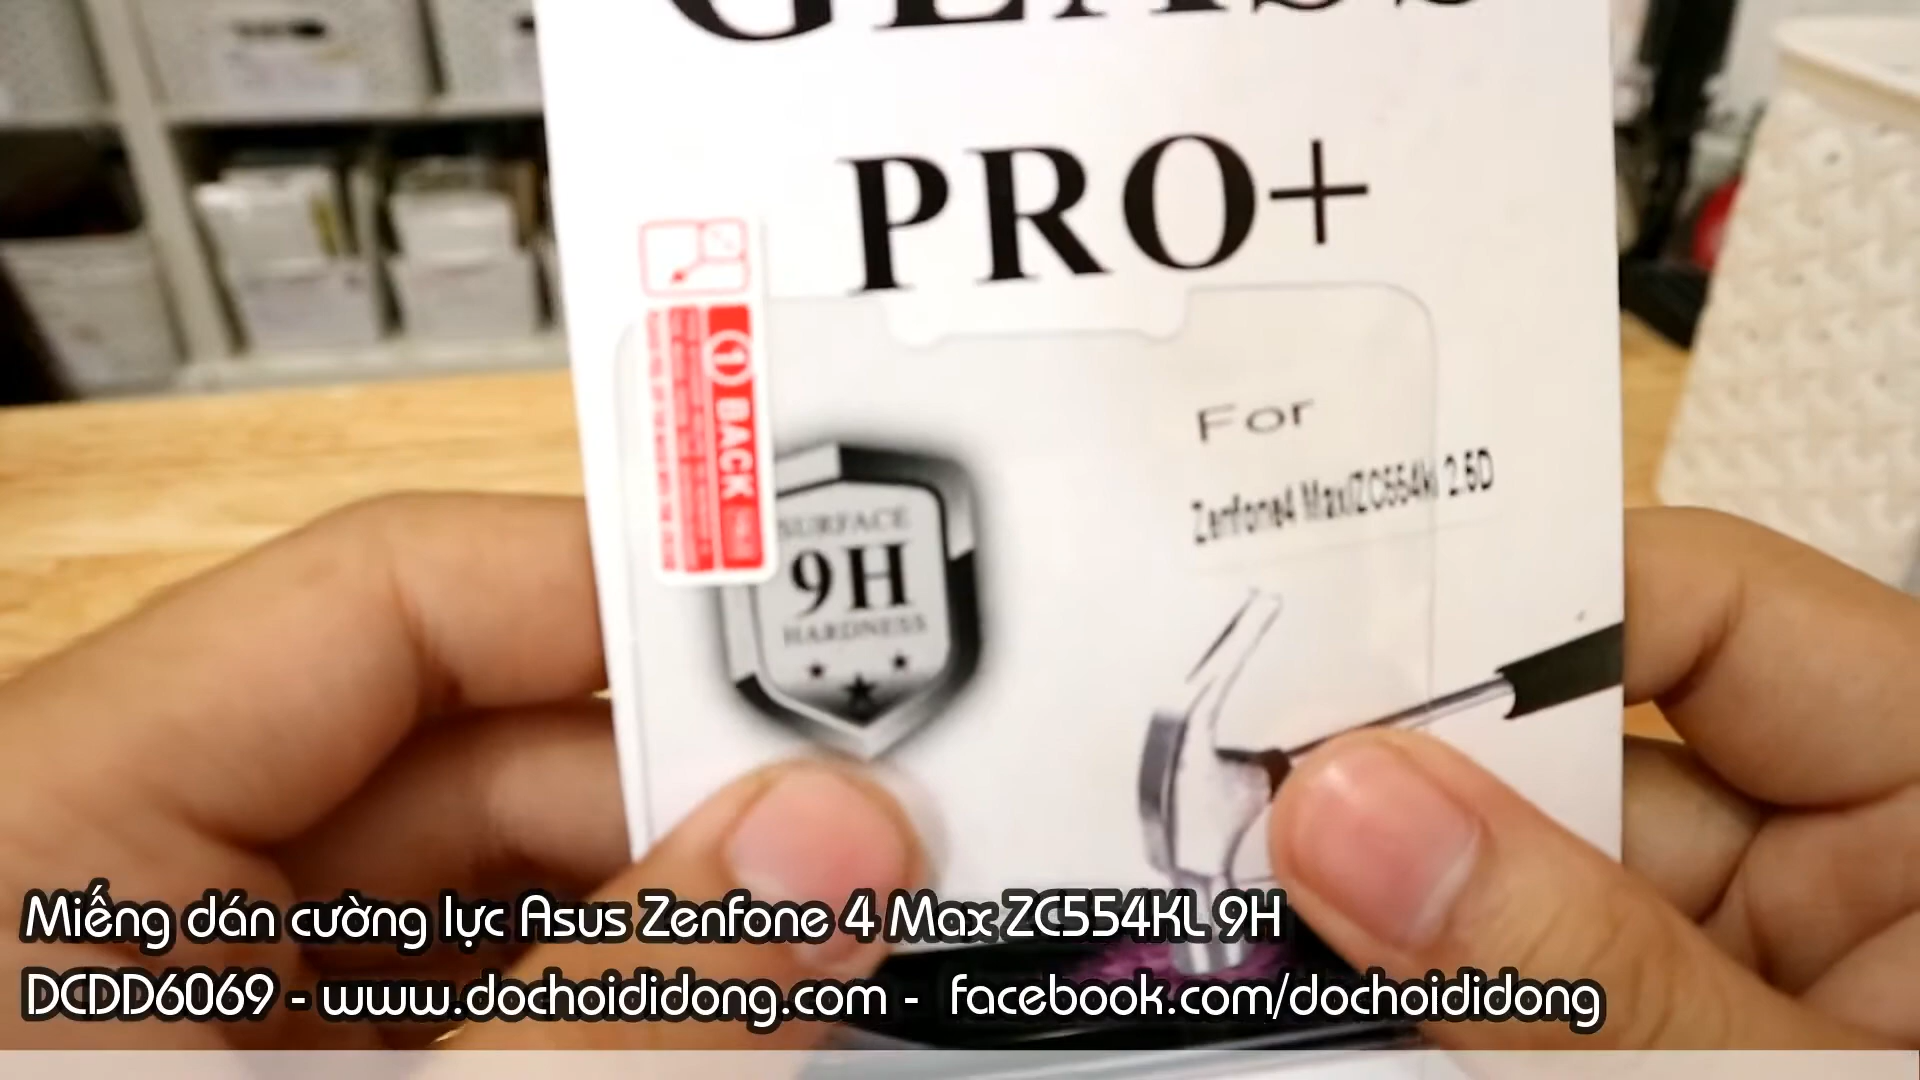 GLASS
PRO+
1 BACK
For
Zenfone4 Max/ZC554kl 2.5D
SURFACE
9H
HARDNESS
Miếng dán cường lực Asus Zenfone 4 Max ZC554KL 9H
DCDD6069 - www.dochoididong.com - facebook.com/dochoididong